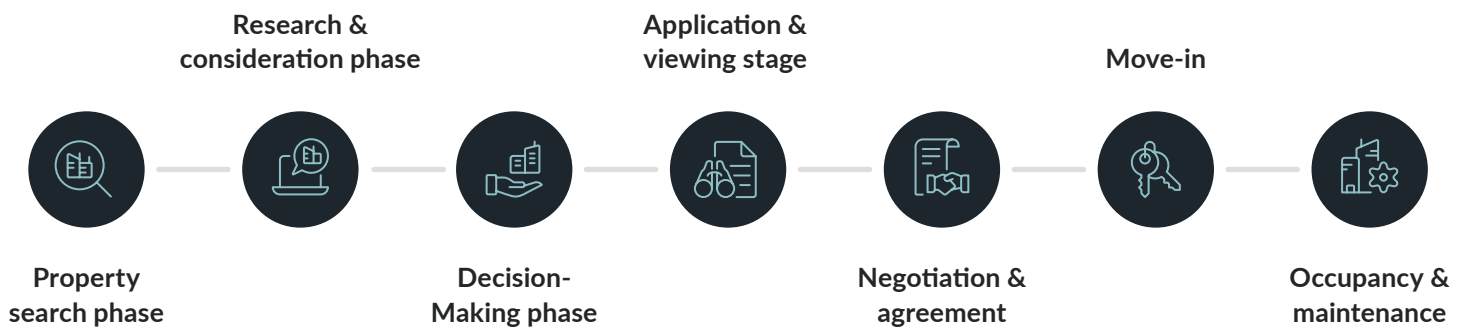 Research &
consideration phase
Application &
viewing stage
Move-in
Property
search phase
Decision-
Making phase
Negotiation &
agreement
Occupancy &
maintenance